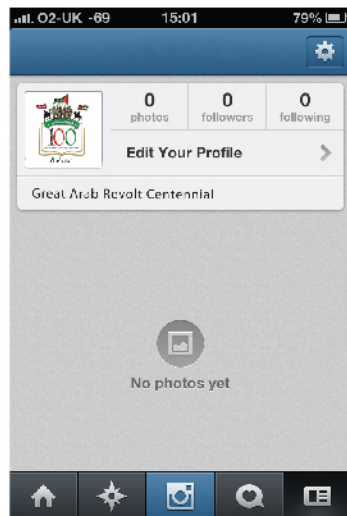 O2-UK -69 15:01 79%
0 0 0
photos followers following
100
Edit Your Profile
Great Arab Revolt Centennial
No photos yet